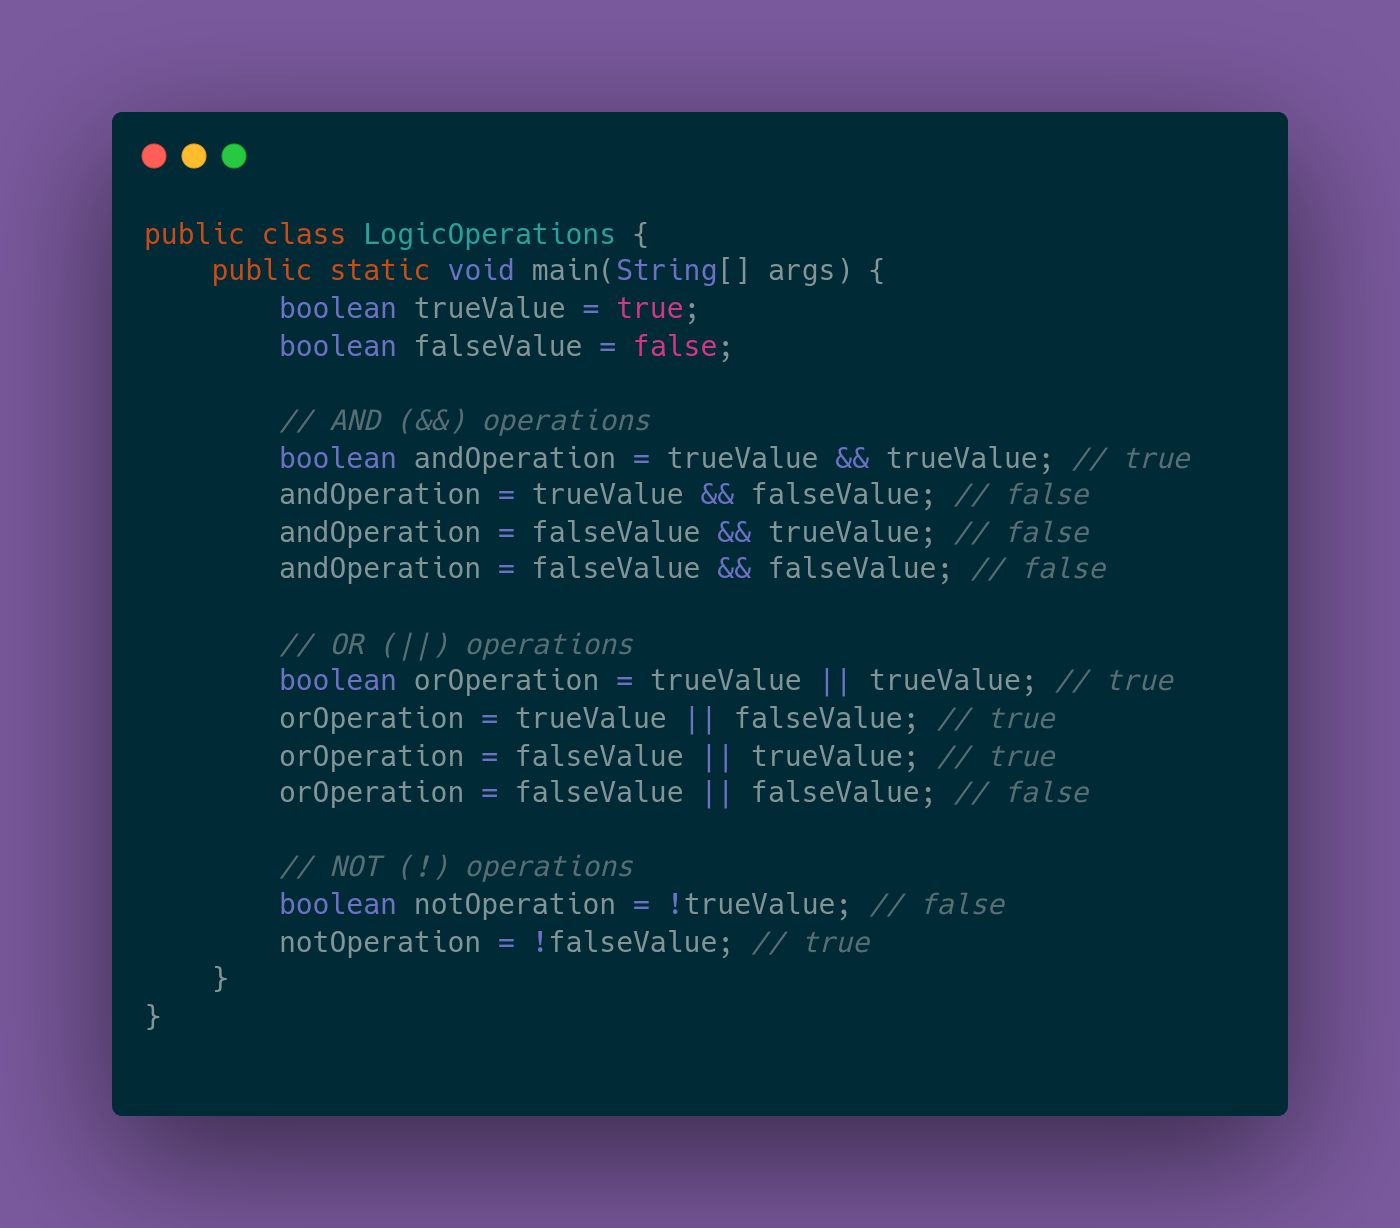 public class LogicOperations {
    public static void main(String[] args) {
        boolean trueValue = true;
        boolean falseValue = false;

        // AND (&&) operations
        boolean andOperation = trueValue && trueValue; // true
        andOperation = trueValue && falseValue; // false
        andOperation = falseValue && trueValue; // false
        andOperation = falseValue && falseValue; // false

        // OR (||) operations
        boolean orOperation = trueValue || trueValue; // true
        orOperation = trueValue || falseValue; // true
        orOperation = falseValue || trueValue; // true
        orOperation = falseValue || falseValue; // false

        // NOT (!) operations
        boolean notOperation = !trueValue; // false
        notOperation = !falseValue; // true
    }
}